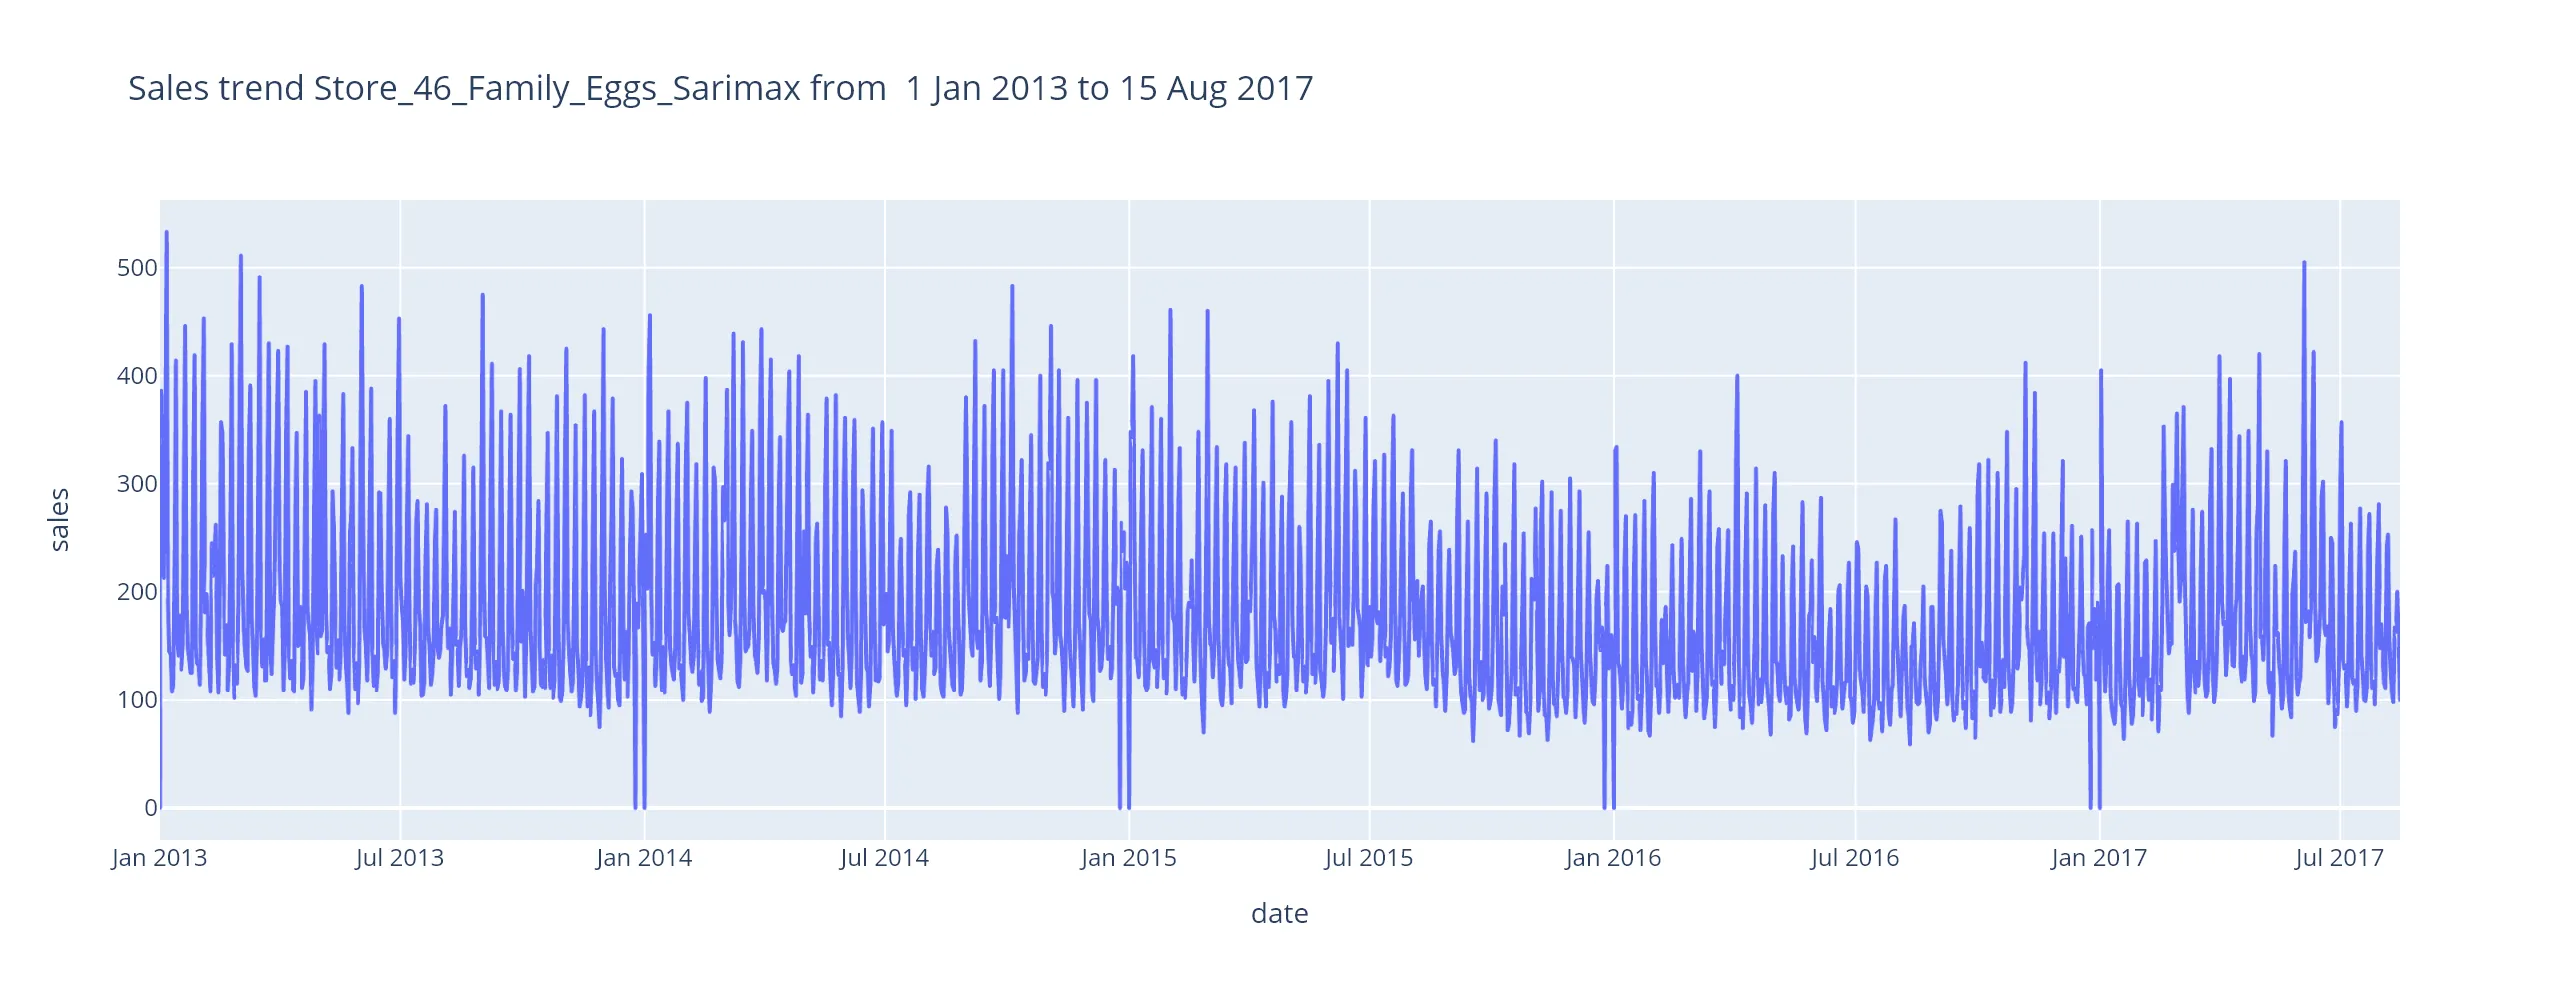 Sales trend Store_46_Family_Eggs_Sarimax from  1 Jan 2013 to 15 Aug 2017
500
400
300
200
100
0
sales
Jan 2013 Jul 2013 Jan 2014 Jul 2014 Jan 2015 Jul 2015 Jan 2016 Jul 2016 Jan 2017 Jul 2017
date